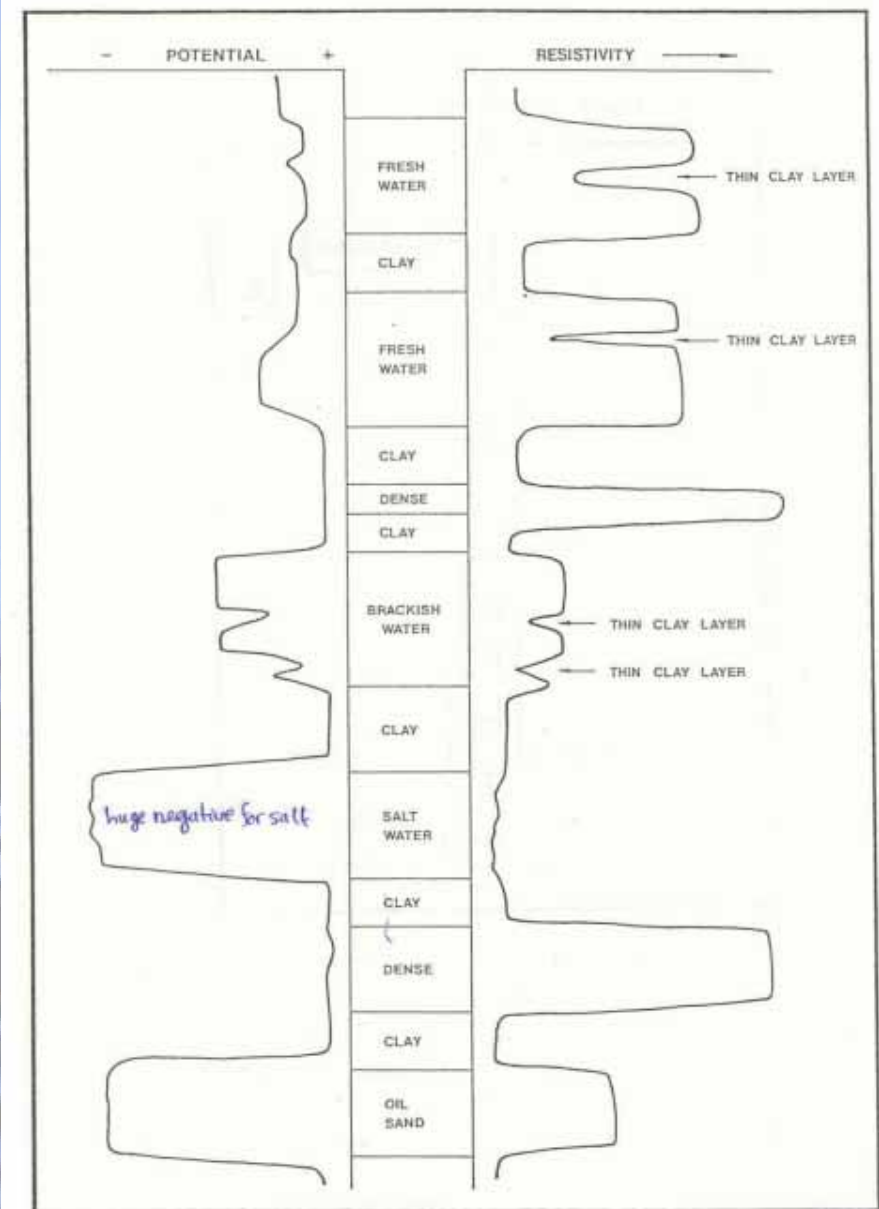 - POTENTIAL +
RESISTIVITY
FRESH
WATER
THIN CLAY LAYER
CLAY
FRESH
WATER
THIN CLAY LAYER
CLAY
DENSE
CLAY
BRACKISH
WATER
THIN CLAY LAYER
THIN CLAY LAYER
CLAY
huge negative for salt
SALT
WATER
CLAY
DENSE
CLAY
OIL
SAND